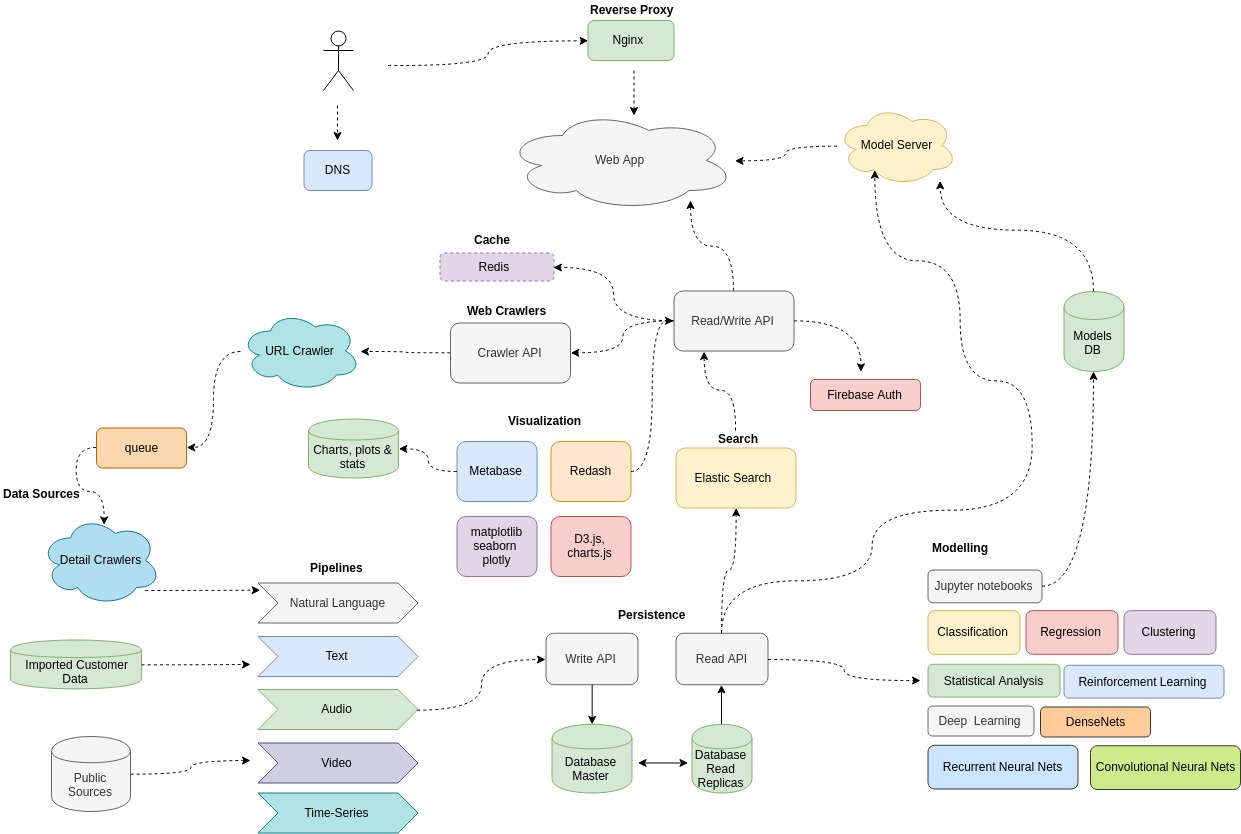 Reverse Proxy
Nginx
DNS
Web App
Model Server
Cache
Redis
Web Crawlers
Crawler API
URL Crawler
Read/Write API
Models
DB
Firebase Auth
Visualization
Charts, plots &
stats
Metabase
Redash
matplotlib
seaborn
plotly
D3.js,
charts.js
Search
Elastic Search
queue
Data Sources
Detail Crawlers
Imported Customer
Data
Public
Sources
Pipelines
Natural Language
Text
Audio
Video
Time-Series
Persistence
Write API
Read API
Database
Master
Database
Read
Replicas
Modelling
Jupyter notebooks
Classification
Regression
Clustering
Statistical Analysis
Reinforcement Learning
Deep Learning
DenseNets
Recurrent Neural Nets
Convolutional Neural Nets